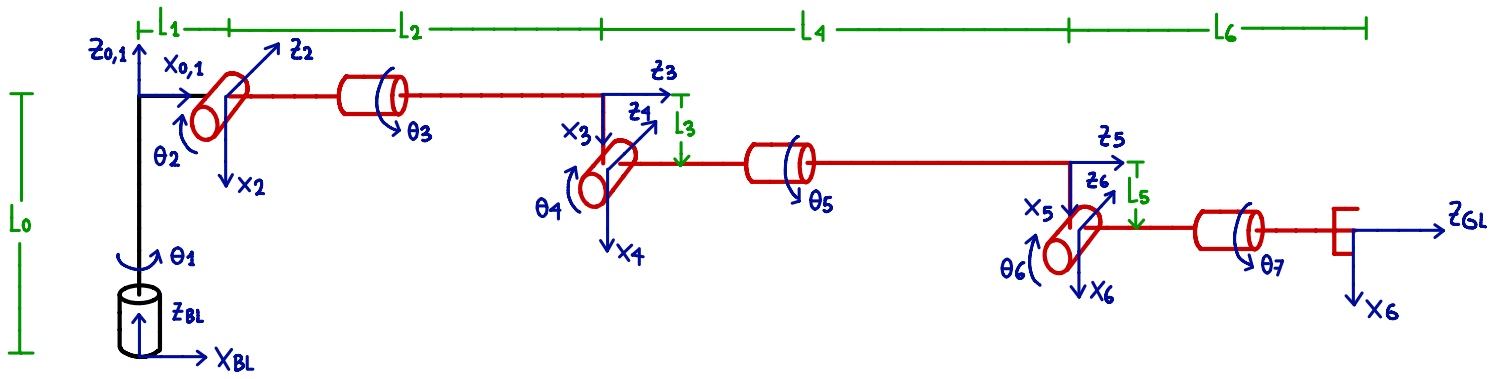 L1
L2
L4
L6
Z0,1
X0,1
Z2
θ2
X2
θ3
Z3
X3
Z4
L3
θ4
X4
θ5
Z5
Z6
X5
L5
θ6
X6
θ7
ZGL
X6
L0
θ1
ZBL
XBL